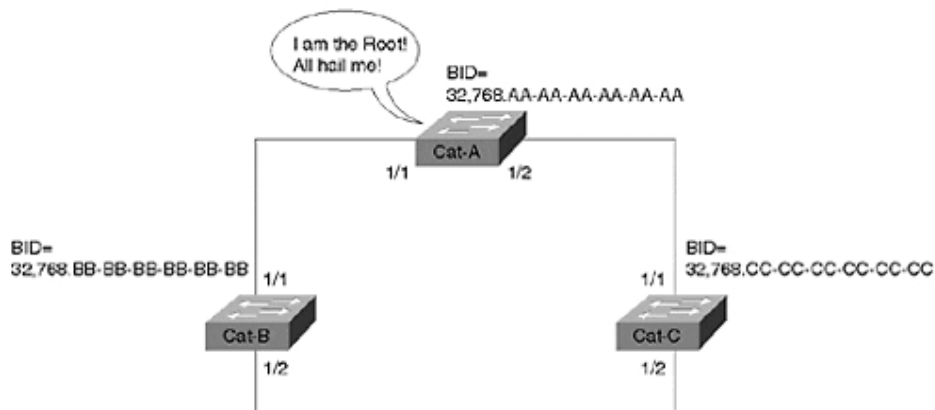 I am the Root!
All hail me!
BID=
32,768.AA-AA-AA-AA-AA-AA
Cat-A
1/1
1/2
BID=
32,768.BB-BB-BB-BB-BB-BB
1/1
Cat-B
1/2
BID=
32,768.CC-CC-CC-CC-CC-CC
1/1
Cat-C
1/2